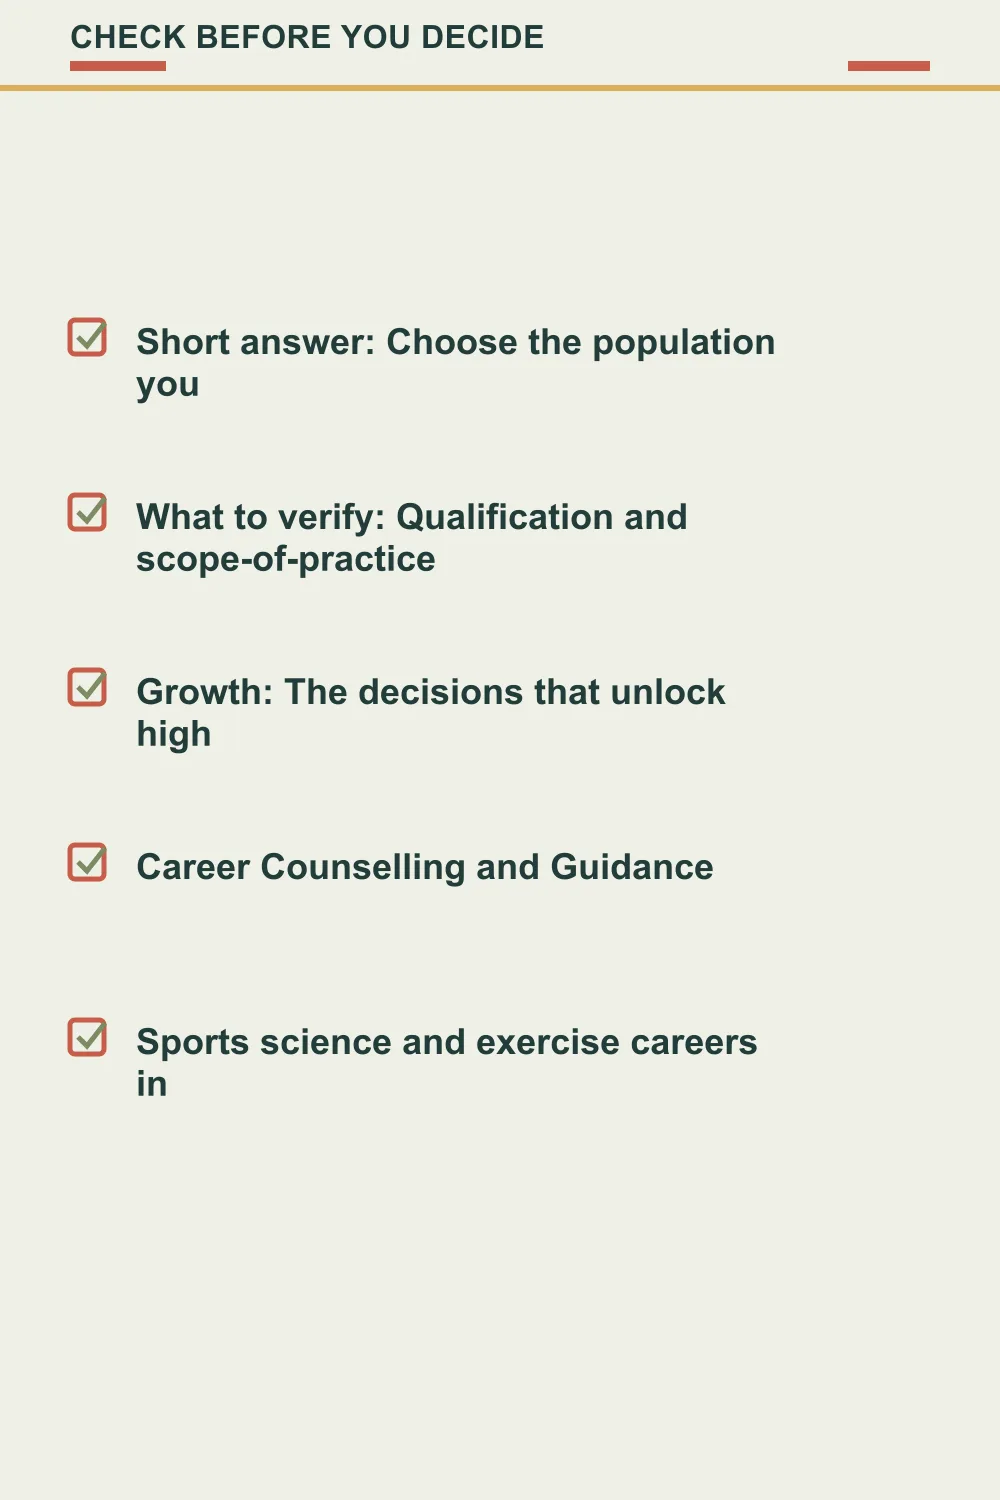 CHECK BEFORE YOU DECIDE
Short answer: Choose the population
you
What to verify: Qualification and
scope-of-practice
Growth: The decisions that unlock
high
Career Counselling and Guidance
Sports science and exercise careers
in